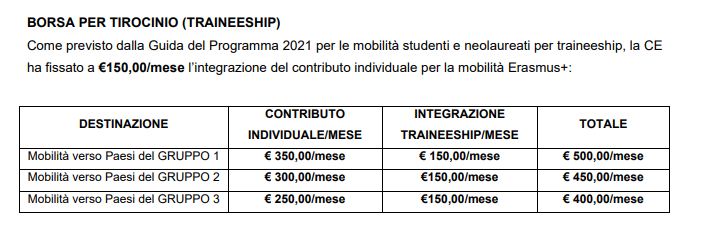 BORSA PER TIROCINIO (TRAINEESHIP)
Come previsto dalla Guida del Programma 2021 per le mobilità studenti e neolaureati per traineeship, la CE
ha fissato a €150,00/mese l'integrazione del contributo individuale per la mobilità Erasmus+:
DESTINAZIONE CONTRIBUTO INDIVIDUALE/MESE INTEGRAZIONE TRAINEESHIP/MESE TOTALE
Mobilità verso Paesi del GRUPPO 1 € 350,00/mese € 150,00/mese € 500,00/mese
Mobilità verso Paesi del GRUPPO 2 € 300,00/mese €150,00/mese € 450,00/mese
Mobilità verso Paesi del GRUPPO 3 € 250,00/mese €150,00/mese € 400,00/mese